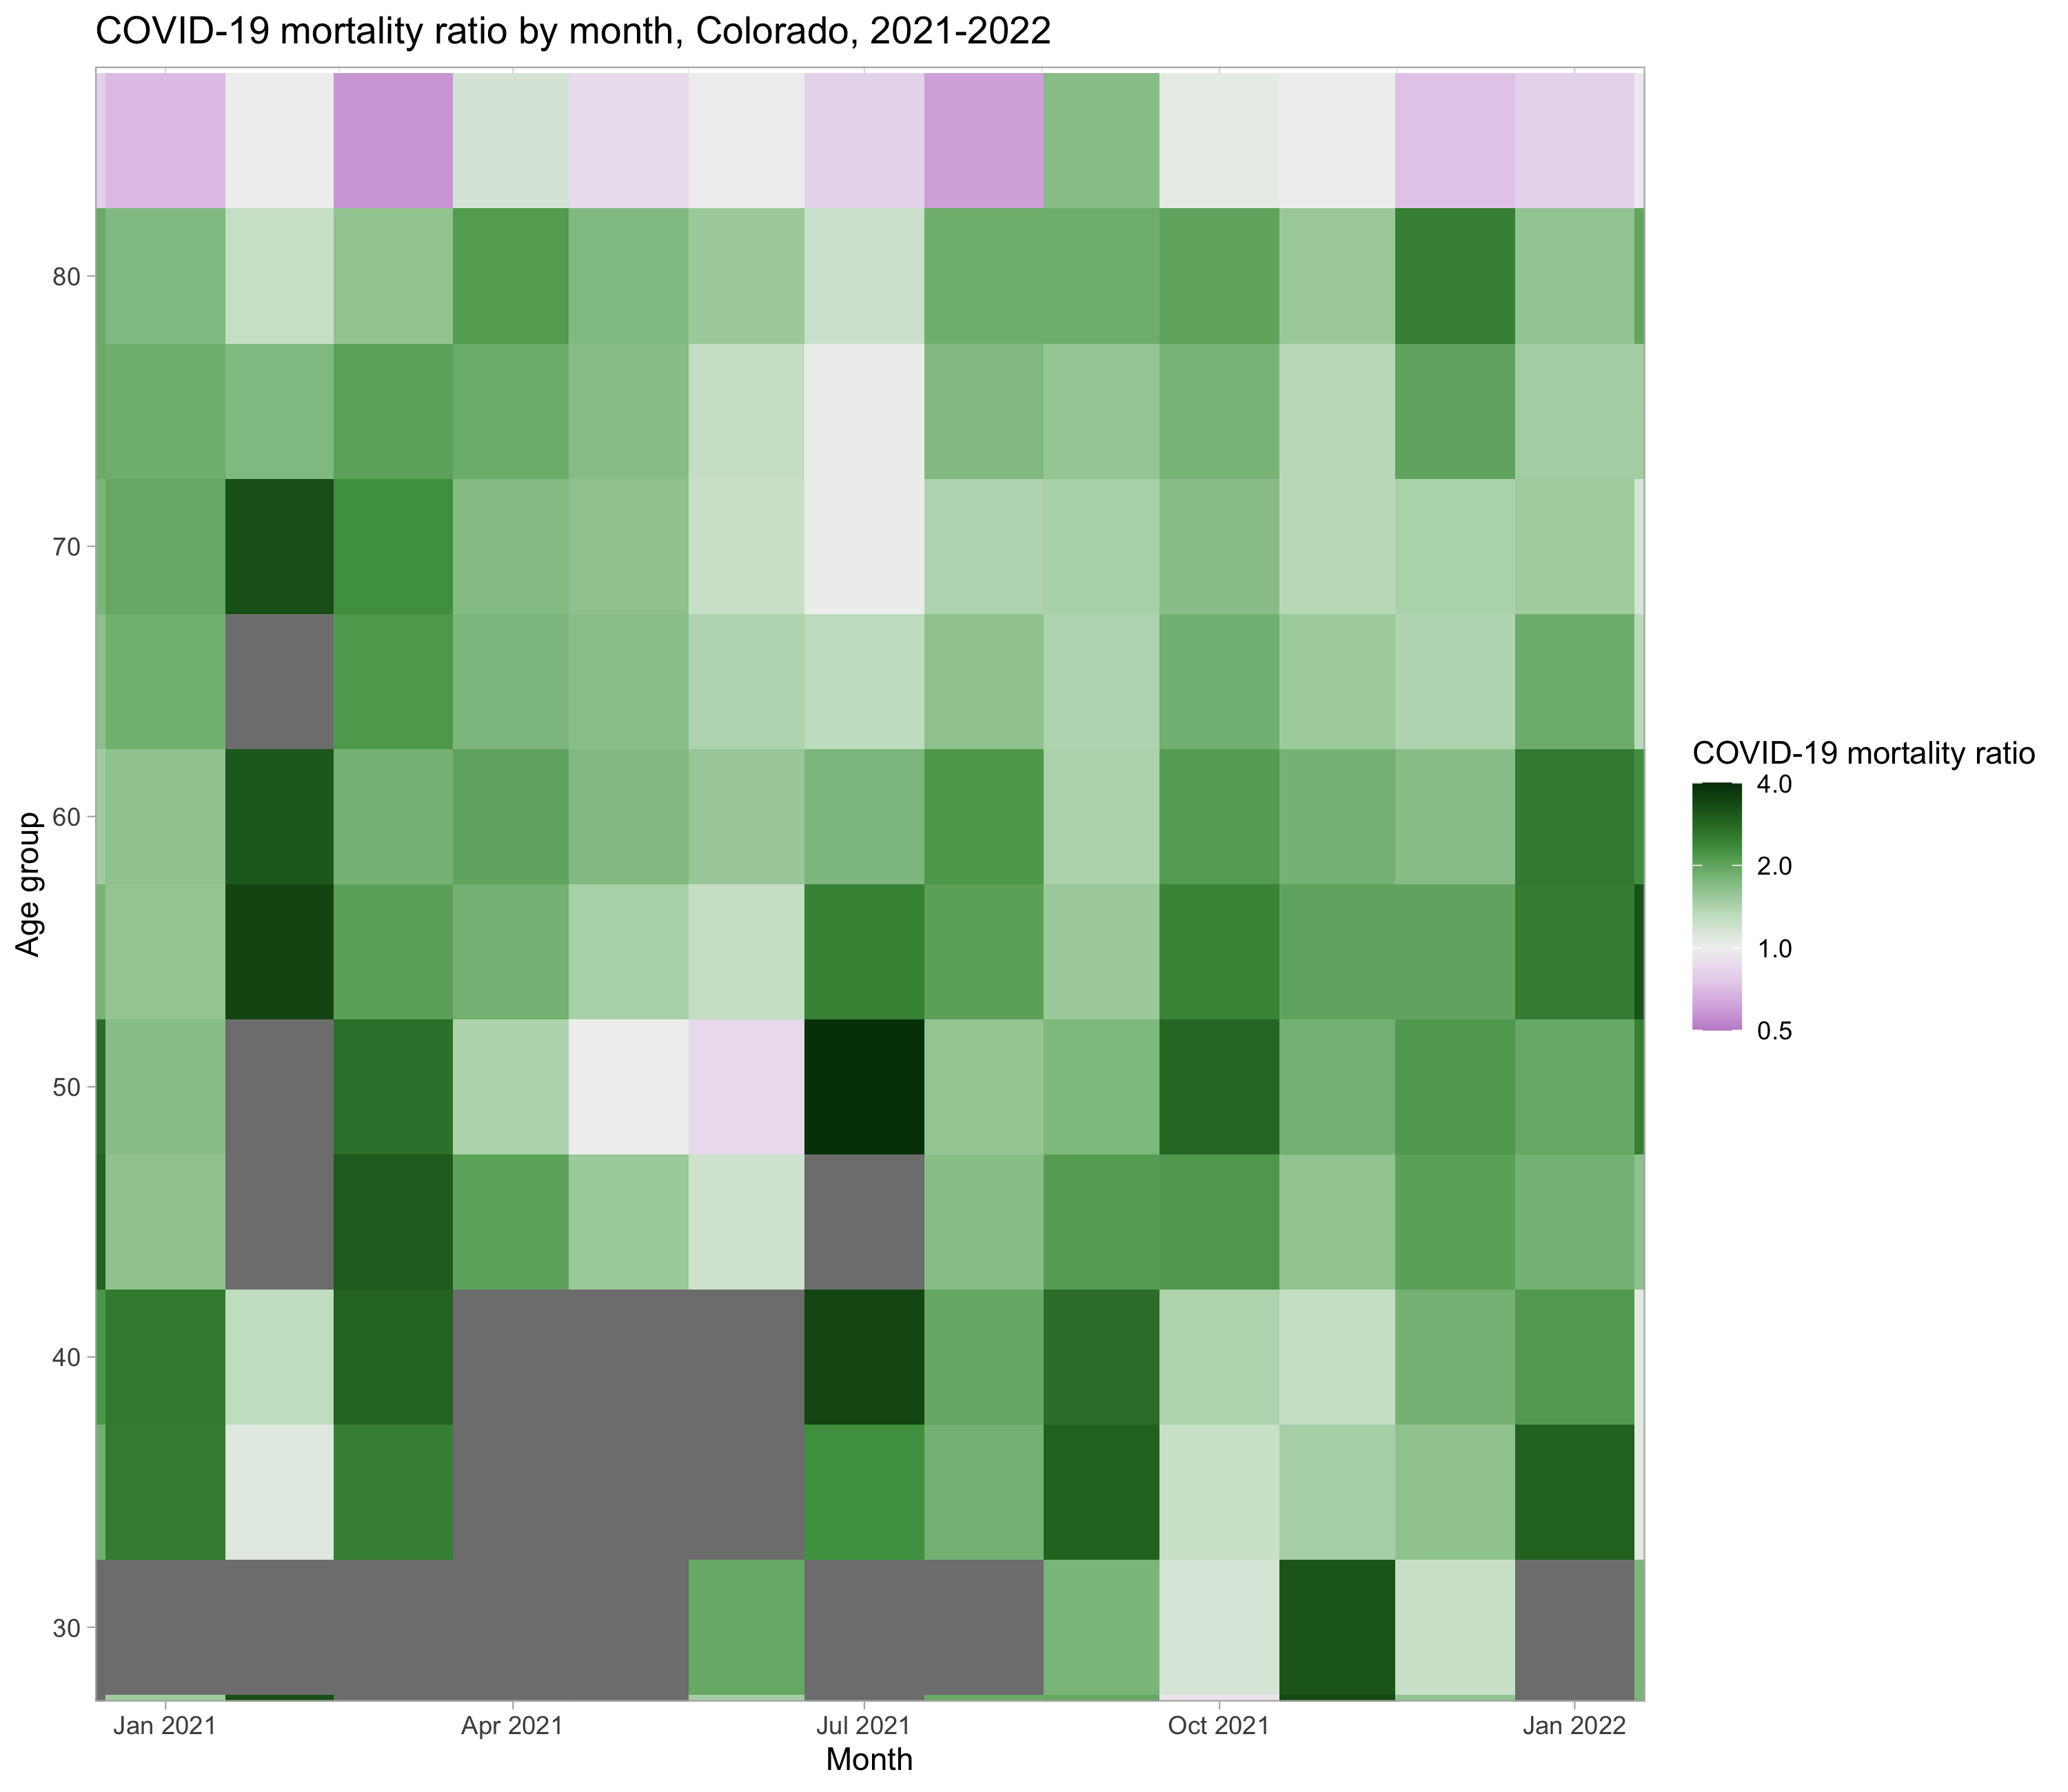 COVID-19 mortality ratio by month, Colorado, 2021-2022
80
70
60
50
40
30
Age group
Jan 2021
Apr 2021
Jul 2021
Oct 2021
Jan 2022
Month
COVID-19 mortality ratio
4.0
2.0
1.0
0.5